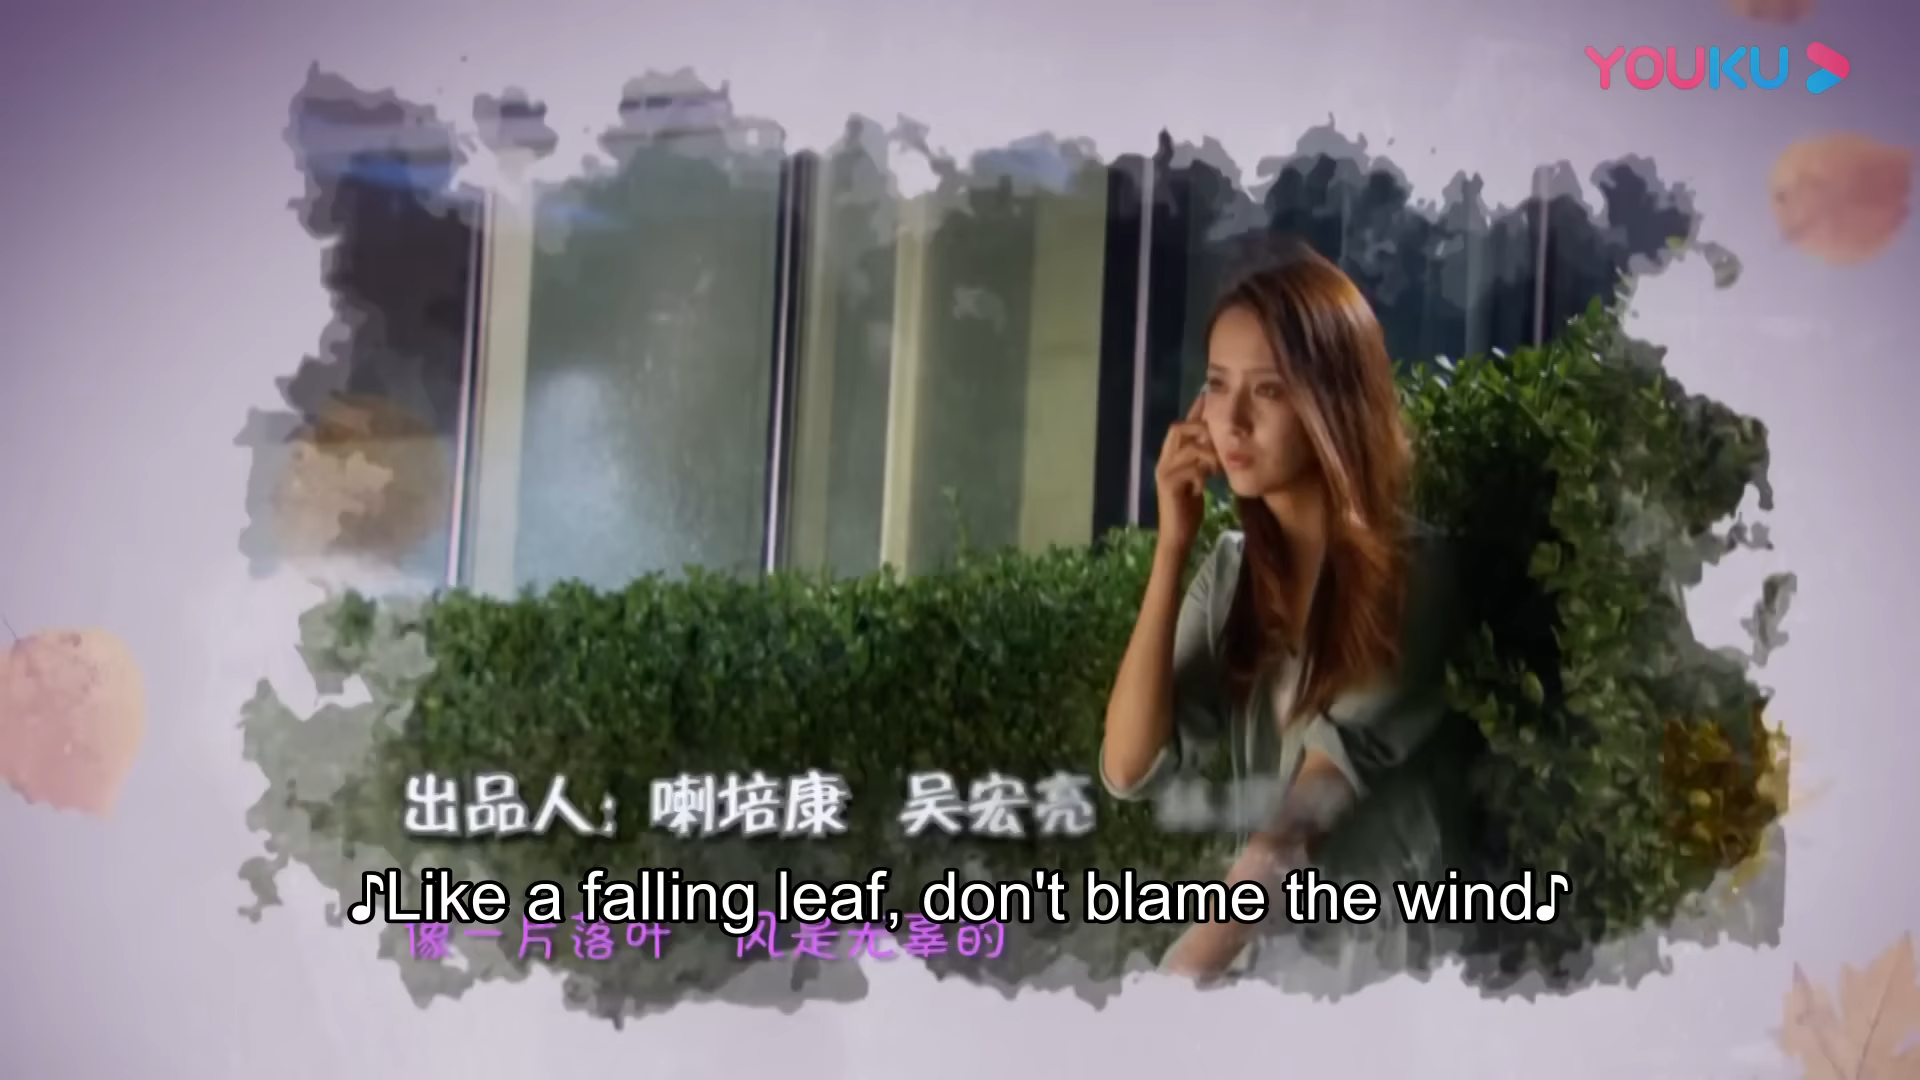 YOUKU
出品人：喇培康 吴宏亮
♪Like a falling leaf, don't blame the wind♪
像一片落叶 风是无辜的